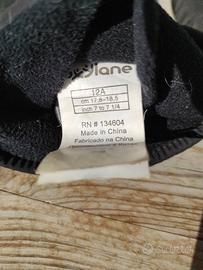 oxylane
12A
cm 17,8-18,5
inch 7 to 7 1/4
RN # 134604
Made in China
Fabricado na China